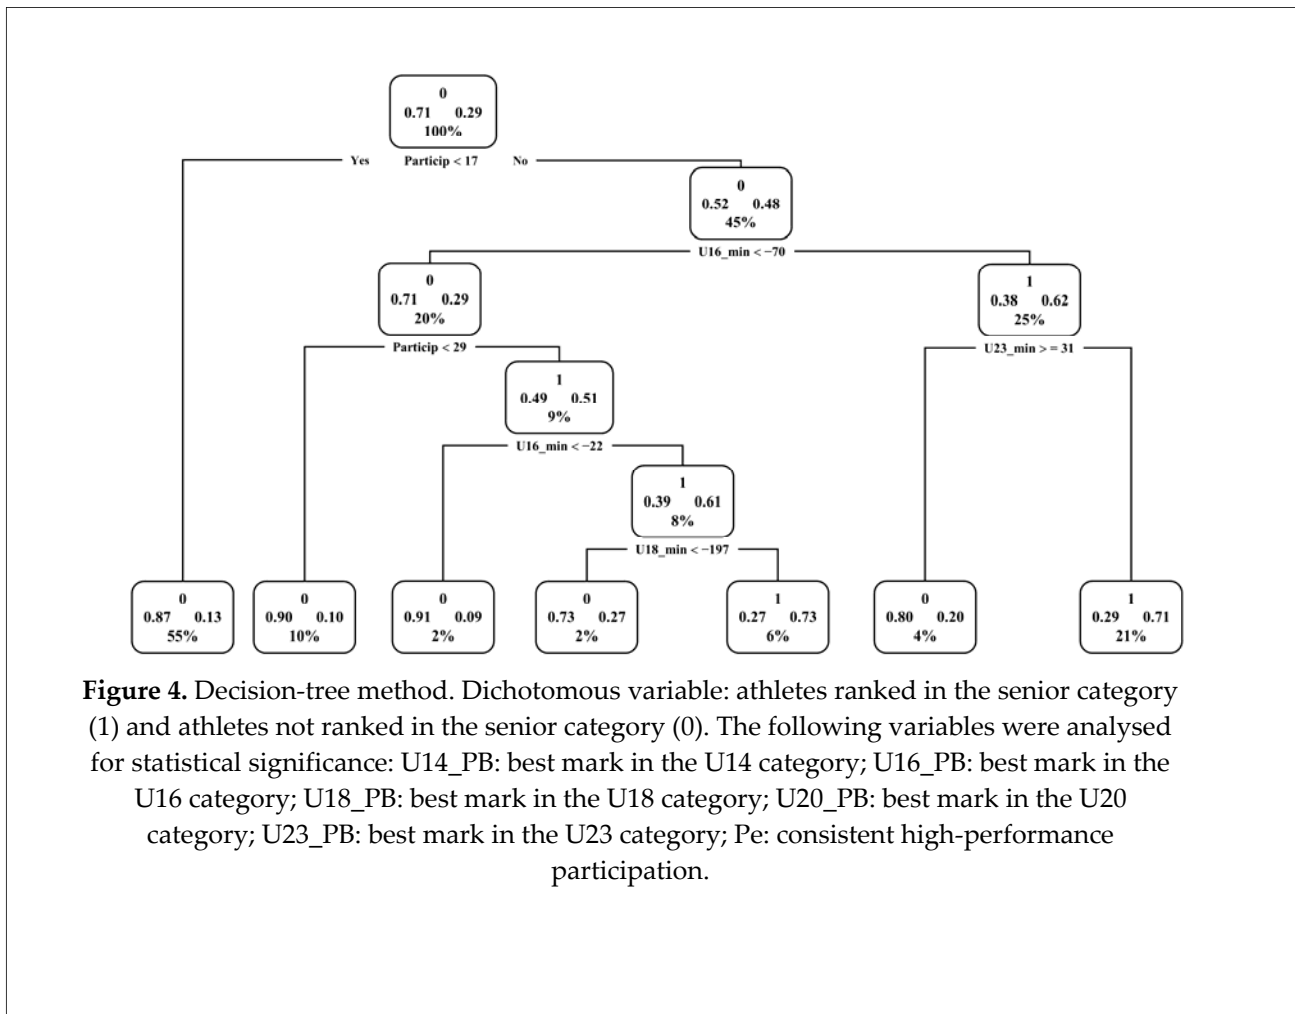 0
0.71 0.29
100%
Yes Particip < 17 No
0
0.52 0.48
45%
U16_min < −70
0
0.71 0.29
20%
1
0.38 0.62
25%
Particip < 29
U23_min > = 31
1
0.49 0.51
9%
U16_min < −22
1
0.39 0.61
8%
U18_min < −197
0 0 0 0 1 0 1
0.87 0.13 0.90 0.10 0.91 0.09 0.73 0.27 0.27 0.73 0.80 0.20 0.29 0.71
55% 10% 2% 2% 6% 4% 21%
Figure 4. Decision-tree method. Dichotomous variable: athletes ranked in the senior category
(1) and athletes not ranked in the senior category (0). The following variables were analysed
for statistical significance: U14_PB: best mark in the U14 category; U16_PB: best mark in the
U16 category; U18_PB: best mark in the U18 category; U20_PB: best mark in the U20
category; U23_PB: best mark in the U23 category; Pe: consistent high-performance
participation.